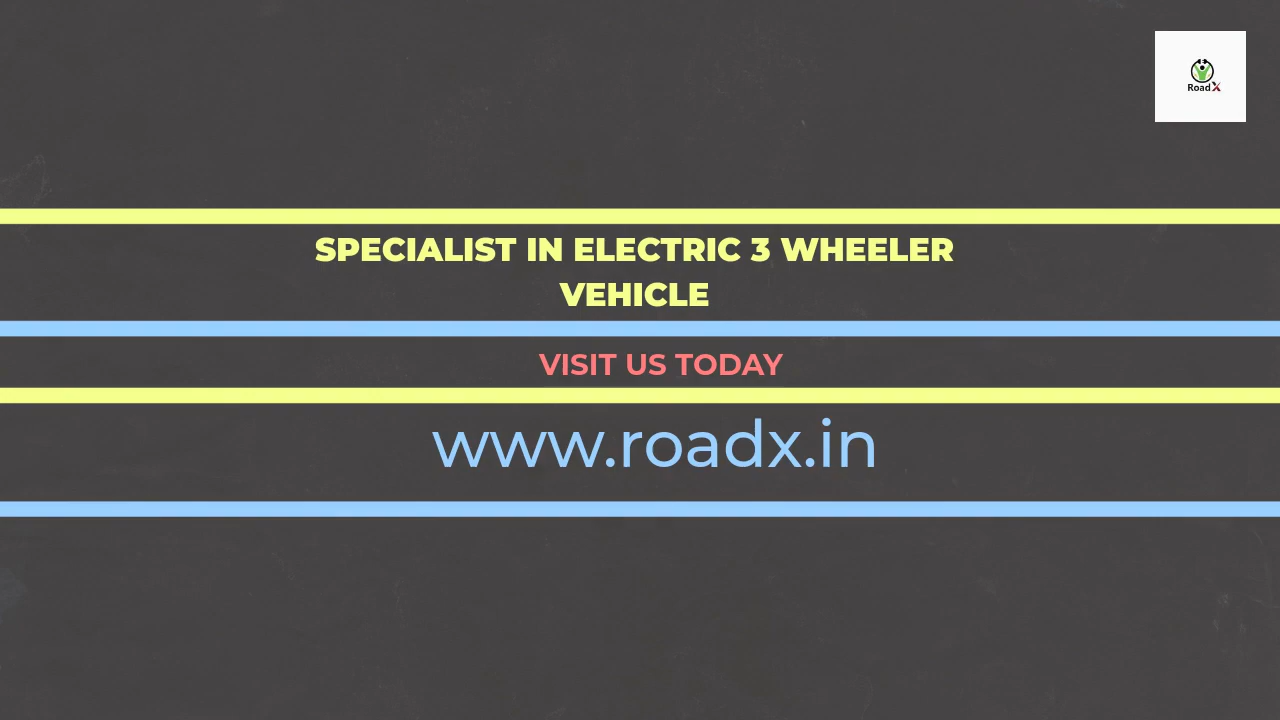 Road X
SPECIALIST IN ELECTRIC 3 WHEELER
VEHICLE
VISIT US TODAY
www.roadx.in